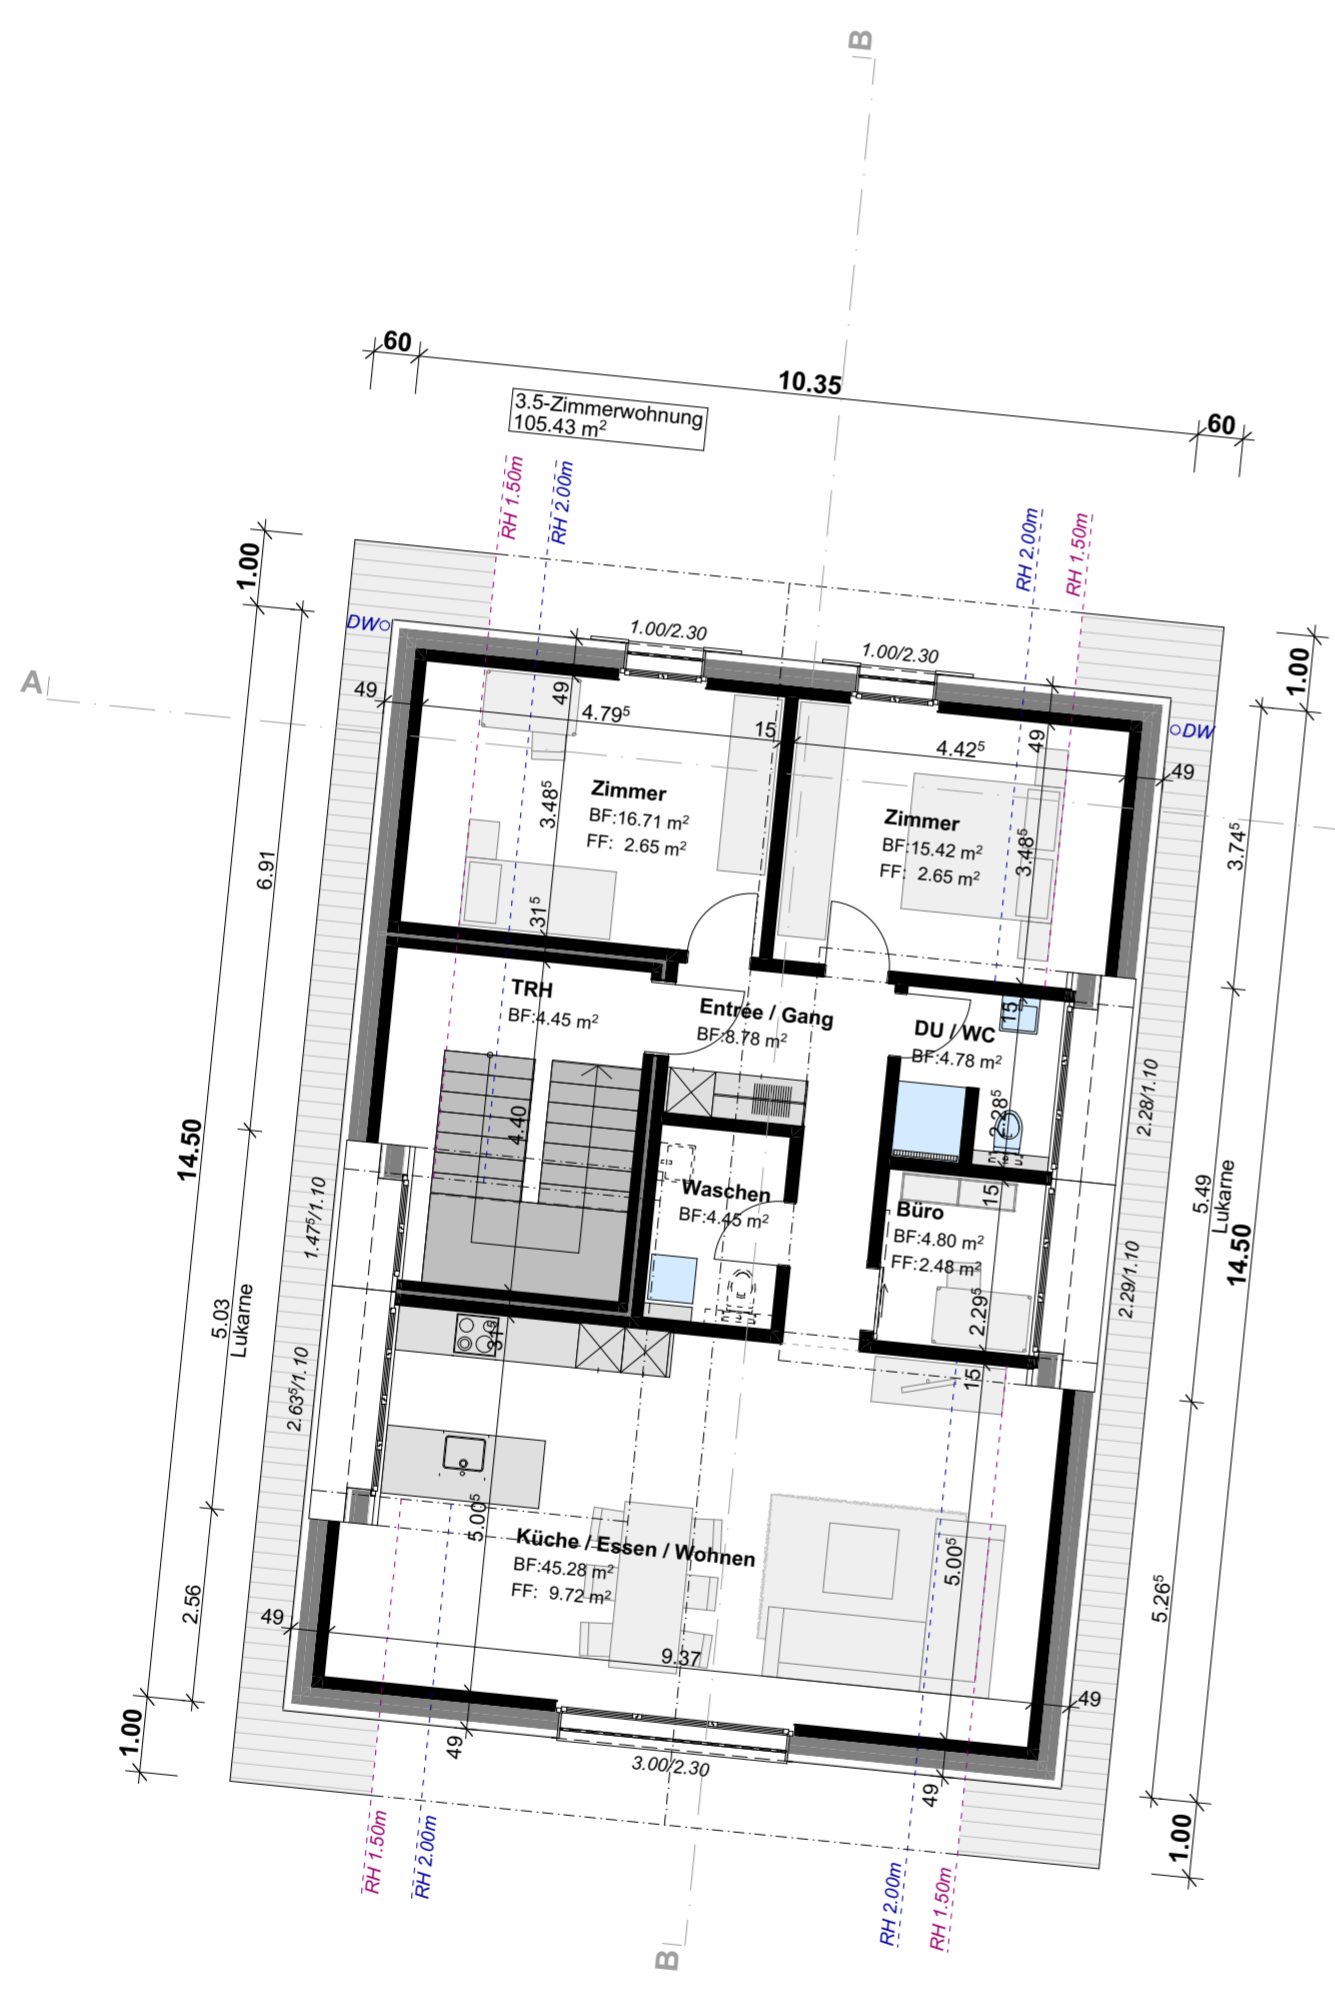 B
60
10.35
60
3.5-Zimmerwohnung
105.43 m²
RH 1.50m
RH 2.00m
RH 2.00m
RH 1.50m
1.00
1.00
DW
1.00/2.30
1.00/2.30
A
49
49
4.79⁵
15
4.42⁵
49
DW
49
Zimmer
BF:16.71 m²
FF: 2.65 m²
3.48⁵
Zimmer
BF:15.42 m²
FF: 2.65 m²
3.48⁵
3.74⁵
6.91
31⁵
TRH
BF:4.45 m²
Entrée / Gang
BF:8.78 m²
DU / WC
BF:4.78 m²
15
2.28⁵
2.28/1.10
4.40
14.50
Waschen
BF:4.45 m²
15
Büro
BF:4.80 m²
FF:2.48 m²
2.29⁵
5.49
Lukarne
14.50
1.47⁵/1.10
2.29/1.10
5.03
Lukarne
31⁵
15
2.63⁵/1.10
5.00⁵
Küche / Essen / Wohnen
BF:45.28 m²
FF: 9.72 m²
5.00⁵
2.56
5.26⁵
49
9.37
49
1.00
49
3.00/2.30
49
1.00
RH 1.50m
RH 2.00m
RH 2.00m
RH 1.50m
B